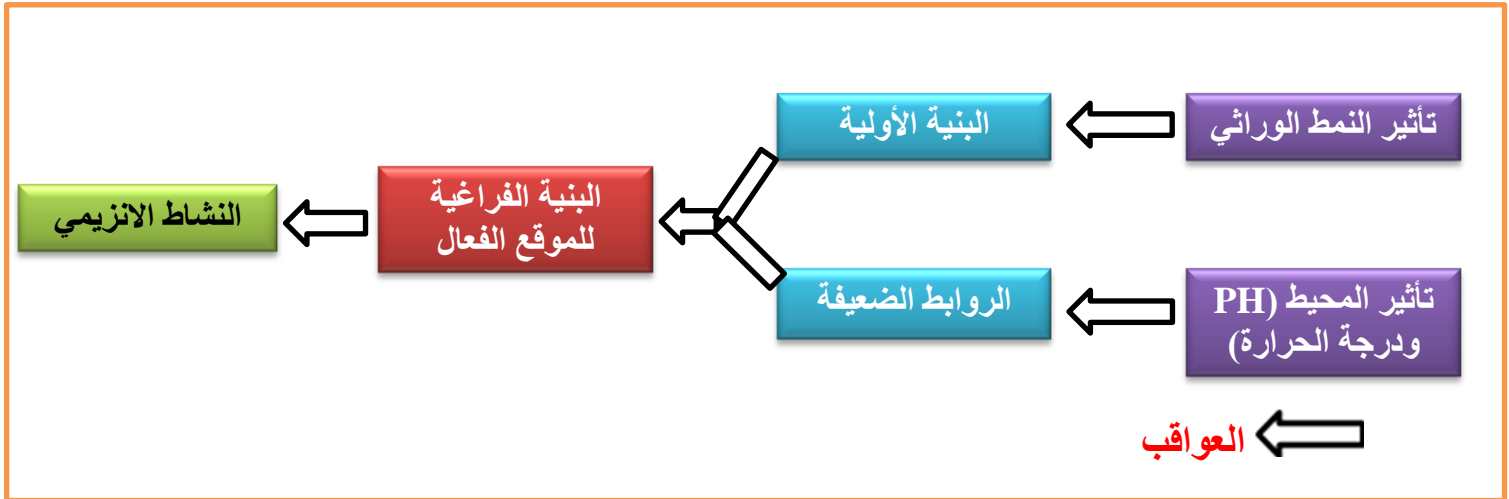 تأثير النمط الوراثي
البنية الأولية
البنية الفراغية
للموقع الفعال
النشاط الانزيمي
تأثير المحيط (PH
ودرجة الحرارة)
الروابط الضعيفة
العواقب